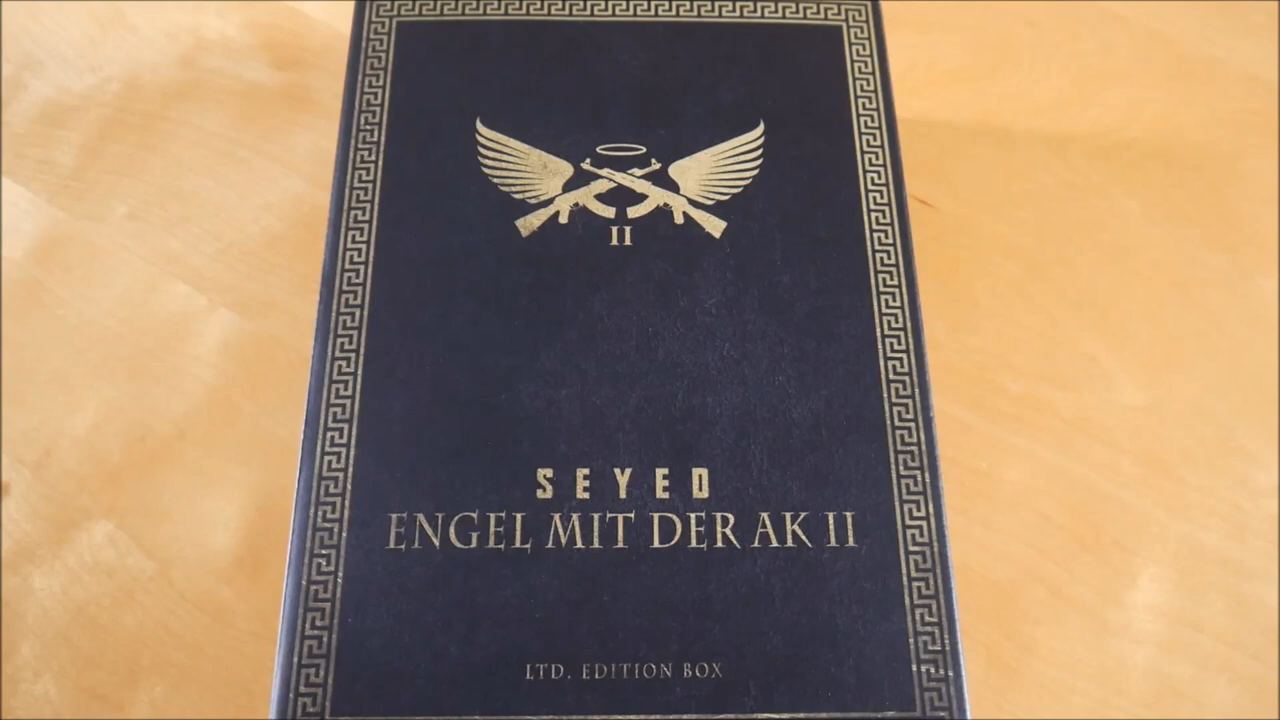 II
SEYED
ENGEL MIT DER AK II
LTD. EDITION BOX